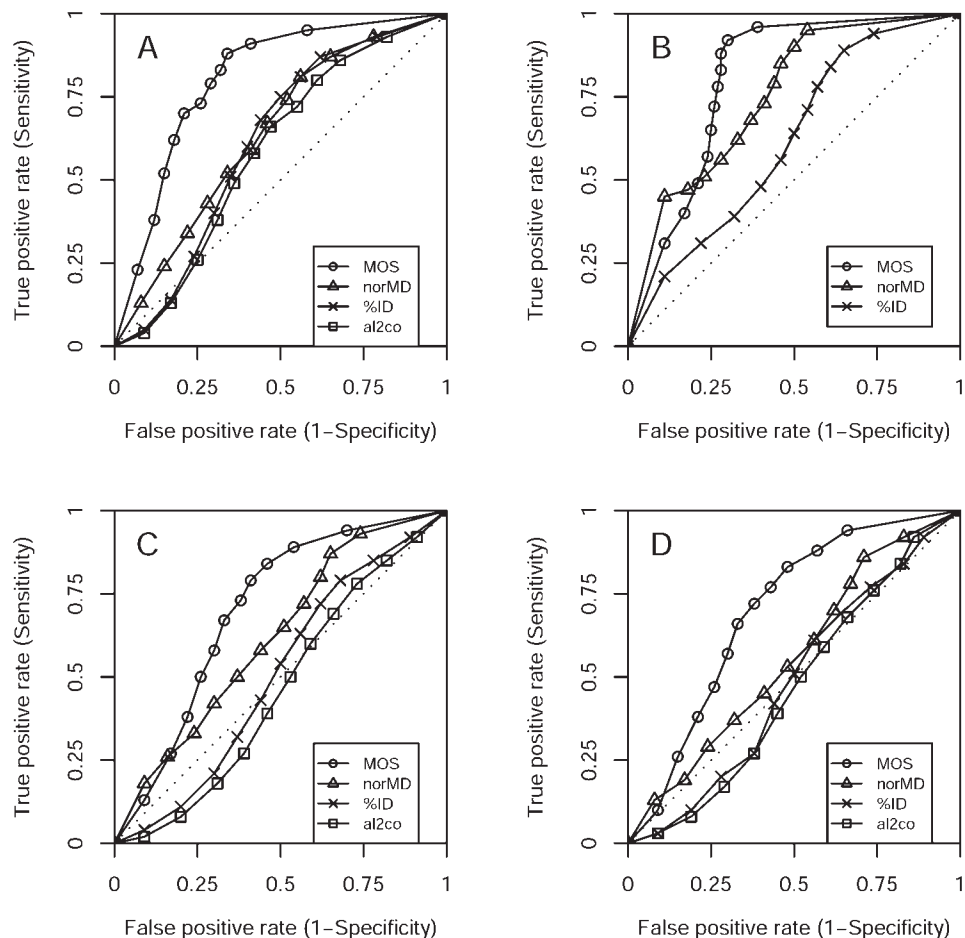 A
True positive rate (Sensitivity)
0 0.25 0.5 0.75 1
MOS
norMD
%ID
al2co
0 0.25 0.5 0.75 1
False positive rate (1−Specificity)
B
True positive rate (Sensitivity)
0 0.25 0.5 0.75 1
MOS
norMD
%ID
0 0.25 0.5 0.75 1
False positive rate (1−Specificity)
C
True positive rate (Sensitivity)
0 0.25 0.5 0.75 1
MOS
norMD
%ID
al2co
0 0.25 0.5 0.75 1
False positive rate (1−Specificity)
D
True positive rate (Sensitivity)
0 0.25 0.5 0.75 1
MOS
norMD
%ID
al2co
0 0.25 0.5 0.75 1
False positive rate (1−Specificity)